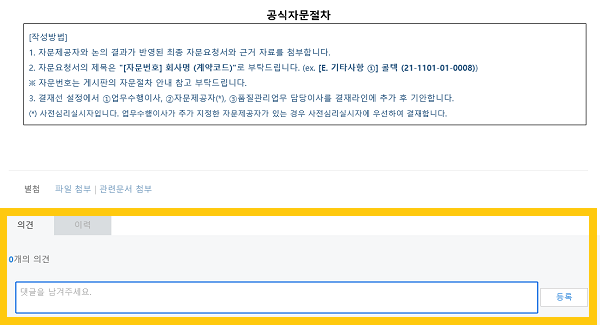 공식자문절차
[작성방법]
1. 자문제공자와 논의 결과가 반영된 최종 자문요청서와 근거 자료를 첨부합니다.
2. 자문요청서의 제목은 "[자문번호] 회사명 (계약코드)"로 부탁드립니다. (ex. [E. 기타사항 ①] 콜택 (21-1101-01-0008))
※ 자문번호는 게시판의 자문절차 안내 참고 부탁드립니다.
3. 결재선 설정에서 ①업무수행이사, ②자문제공자(*), ③품질관리업무 담당이사를 결재라인에 추가 후 기안합니다.
(*) 사전심리실시자입니다. 업무수행이사가 추가 지정한 자문제공자가 있는 경우 사전심리실시자에 우선하여 결재합니다.
별첨 파일 첨부 | 관련문서 첨부
의견 이력
0개의 의견
댓글을 남겨주세요. 등록